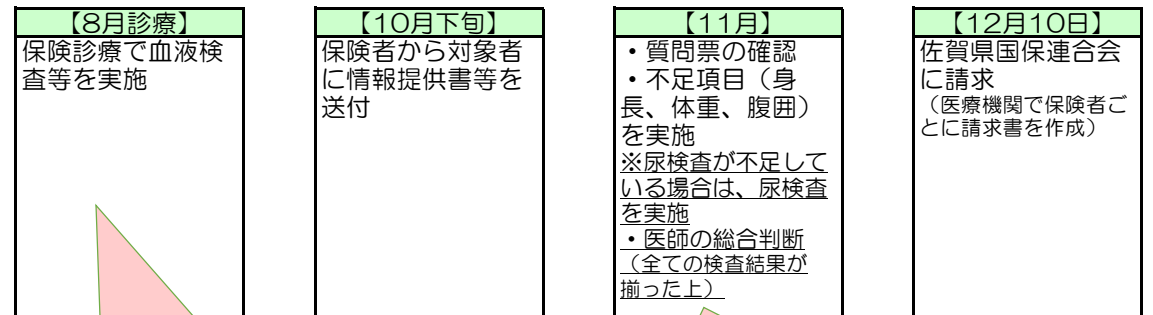 【8月診療】
保険診療で血液検
査等を実施
【10月下旬】
保険者から対象者
に情報提供書等を
送付
【11月】
・質問票の確認
・不足項目（身
長、体重、腹囲）
を実施
※尿検査が不足して
いる場合は、尿検査
を実施
・医師の総合判断
（全ての検査結果が
揃った上）
【12月10日】
佐賀県国保連合会
に請求
（医療機関で保険者ご
とに請求書を作成）